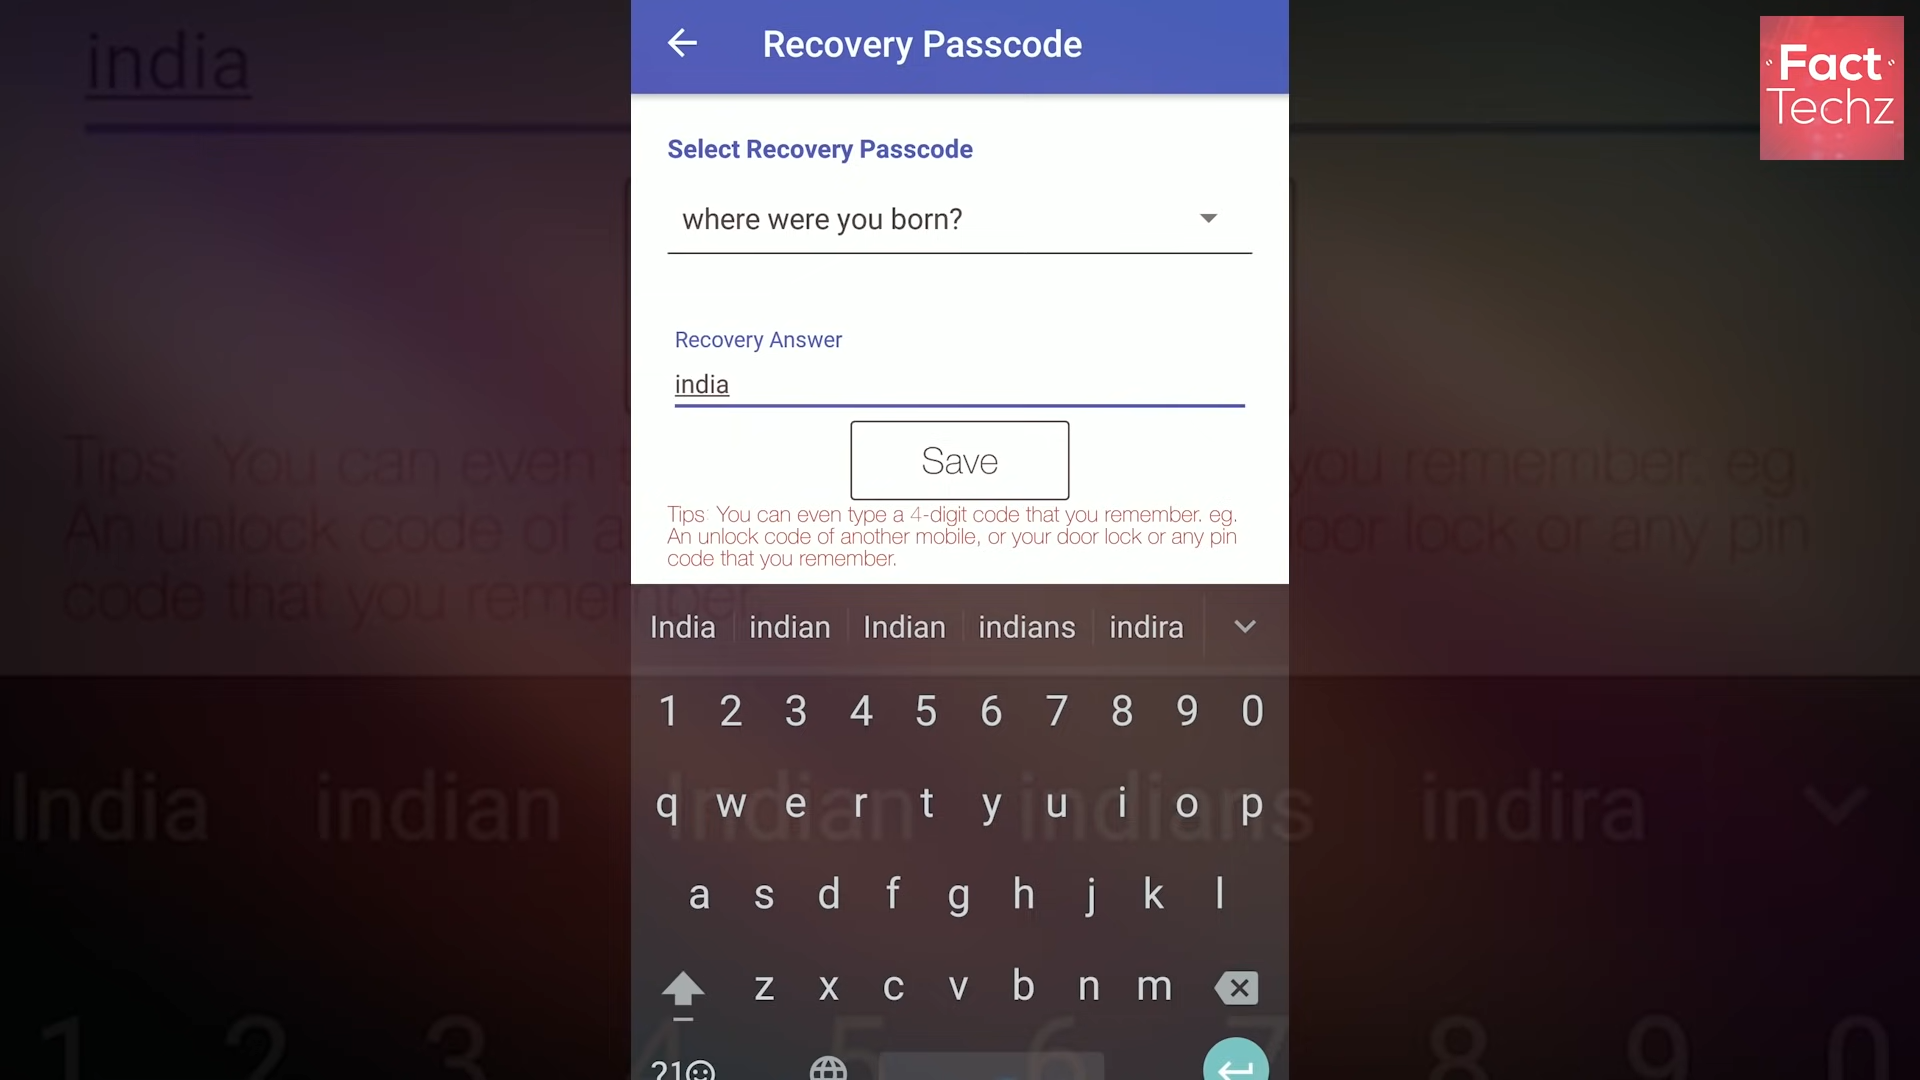 Recovery Passcode
Fact
Techz
Select Recovery Passcode
where were you born?
Recovery Answer
india
Save
Tips: You can even type a 4-digit code that you remember. eg.
An unlock code of another mobile, or your door lock or any pin
code that you remember.
India indian Indian indians indira
1 2 3 4 5 6 7 8 9 0
q w e r t y u i o p
a s d f g h j k l
z x c v b n m
?1☺